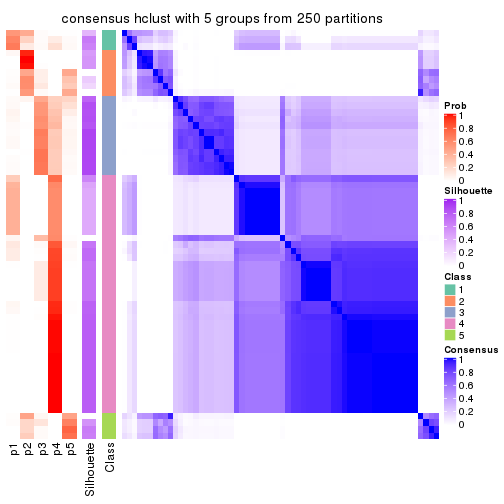 consensus hclust with 5 groups from 250 partitions
Prob
1
0.8
0.6
0.4
0.2
0
Silhouette
1
0.8
0.6
0.4
0.2
0
Class
1
2
3
4
5
Consensus
1
0.8
0.6
0.4
0.2
0
p1
p2
p3
p4
p5
Silhouette
Class